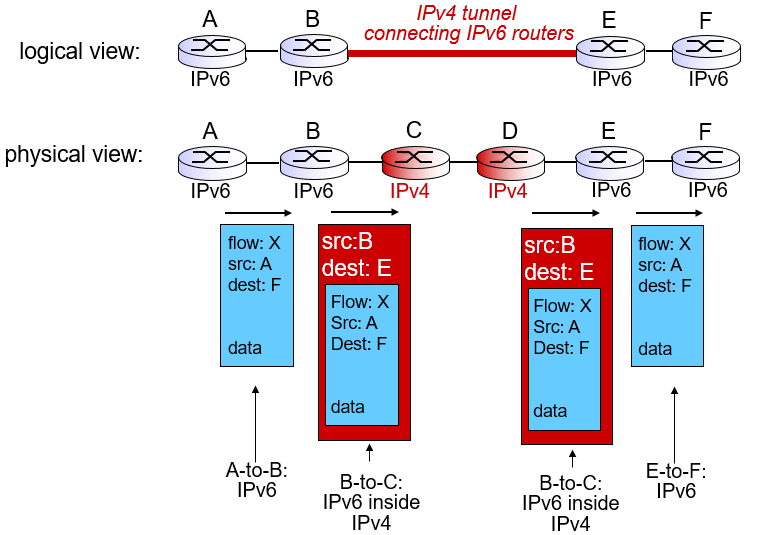 IPv4 tunnel
connecting IPv6 routers
A B E F
logical view:
IPv6 IPv6 IPv6 IPv6
A B C D E F
physical view:
IPv6 IPv6 IPv4 IPv4 IPv6 IPv6
flow: X
src: A
dest: F
data
src:B
dest: E
Flow: X
Src: A
Dest: F
data
src:B
dest: E
Flow: X
Src: A
Dest: F
data
flow: X
src: A
dest: F
data
A-to-B:
IPv6
B-to-C:
IPv6 inside
IPv4
B-to-C:
IPv6 inside
IPv4
E-to-F:
IPv6